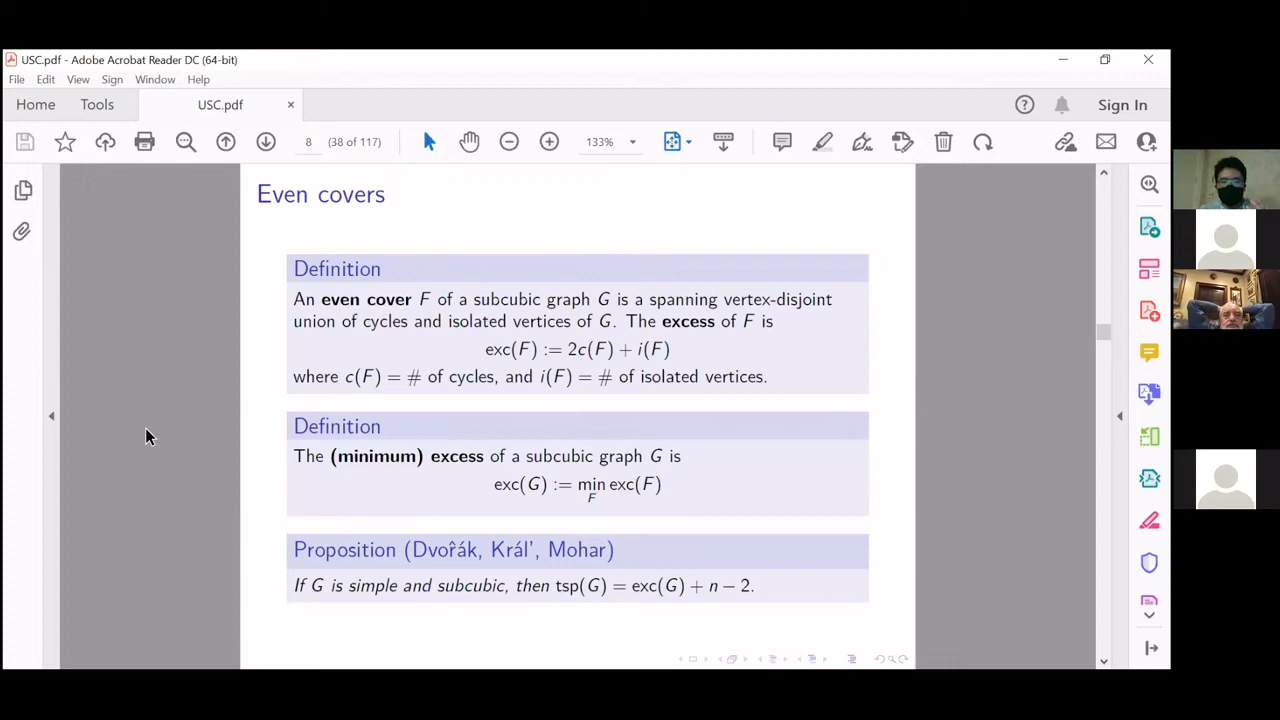 USC.pdf - Adobe Acrobat Reader DC (64-bit)
File Edit View Sign Window Help
Home Tools USC.pdf × Sign In
8 (38 of 117) 133%
Even covers
Definition
An even cover F of a subcubic graph G is a spanning vertex-disjoint
union of cycles and isolated vertices of G. The excess of F is
exc(F) := 2c(F) + i(F)
where c(F) = # of cycles, and i(F) = # of isolated vertices.
Definition
The (minimum) excess of a subcubic graph G is
exc(G) := min exc(F)
F
Proposition (Dvořák, Král', Mohar)
If G is simple and subcubic, then tsp(G) = exc(G) + n − 2.